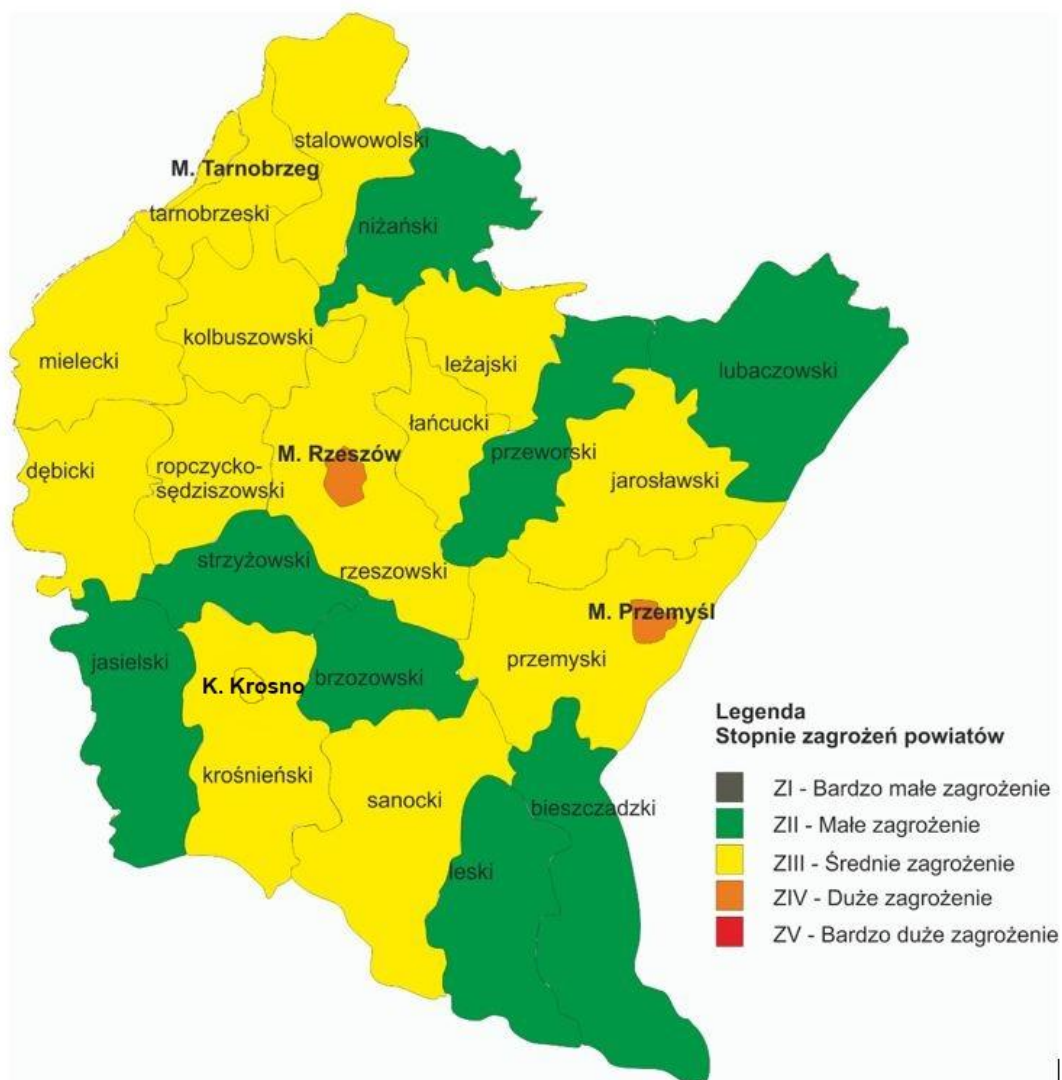 stalowowolski
M. Tarnobrzeg
tarnobrzeski
niżański
kolbuszowski
mielecki
leżajski
lubaczowski
łańcucki
dębicki
ropczycko-
sędziszowski
M. Rzeszów
przeworski
jarosławski
strzyżowski
rzeszowski
M. Przemyśl
jasielski
przemyski
K. Krosno
brzozowski
krośnieński
sanocki
bieszczadzki
leski
Legenda
Stopnie zagrożeń powiatów
ZI - Bardzo małe zagrożenie
ZII - Małe zagrożenie
ZIII - Średnie zagrożenie
ZIV - Duże zagrożenie
ZV - Bardzo duże zagrożenie